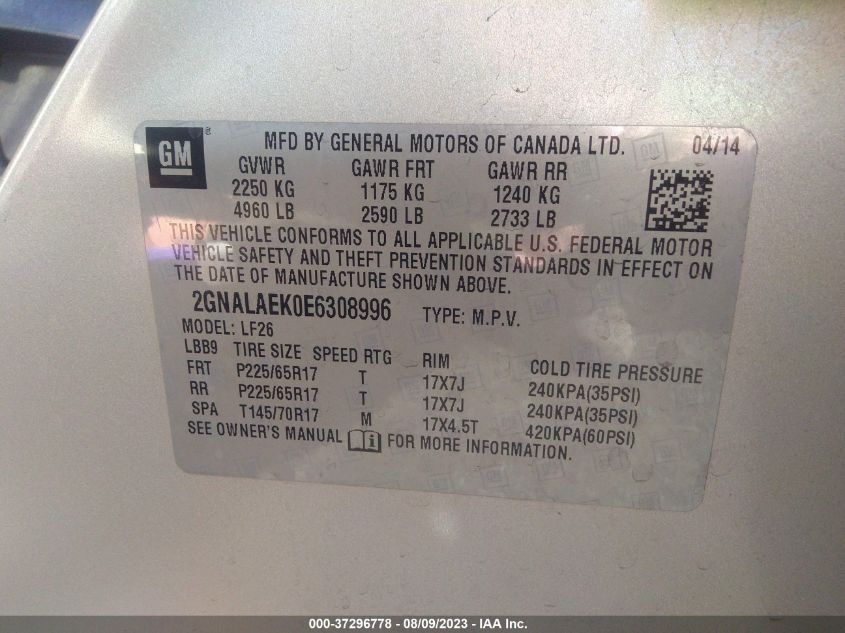 GM ® MFD BY GENERAL MOTORS OF CANADA LTD. 04/14
GVWR GAWR FRT GAWR RR
2250 KG 1175 KG 1240 KG
4960 LB 2590 LB 2733 LB
THIS VEHICLE CONFORMS TO ALL APPLICABLE U.S. FEDERAL MOTOR
VEHICLE SAFETY AND THEFT PREVENTION STANDARDS IN EFFECT ON
THE DATE OF MANUFACTURE SHOWN ABOVE.
2GNALAEK0E6308996 TYPE: M.P.V.
MODEL: LF26
LBB9 TIRE SIZE SPEED RTG RIM COLD TIRE PRESSURE
FRT P225/65R17 T 17X7J 240KPA(35PSI)
RR P225/65R17 T 17X7J 240KPA(35PSI)
SPA T145/70R17 M 17X4.5T 420KPA(60PSI)
SEE OWNER'S MANUAL i FOR MORE INFORMATION.
000-37296778 - 08/09/2023 - IAA Inc.